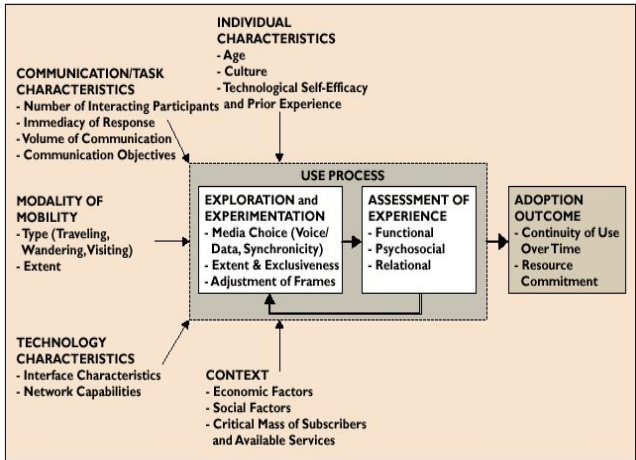 INDIVIDUAL
CHARACTERISTICS
- Age
- Culture
- Technological Self-Efficacy
and Prior Experience
COMMUNICATION/TASK
CHARACTERISTICS
- Number of Interacting Participants
- Immediacy of Response
- Volume of Communication
- Communication Objectives
USE PROCESS
MODALITY OF
MOBILITY
- Type (Traveling,
Wandering, Visiting)
- Extent
EXPLORATION and
EXPERIMENTATION
- Media Choice (Voice/
Data, Synchronicity)
- Extent & Exclusiveness
- Adjustment of Frames
ASSESSMENT OF
EXPERIENCE
- Functional
- Psychosocial
- Relational
ADOPTION
OUTCOME
- Continuity of Use
Over Time
- Resource
Commitment
TECHNOLOGY
CHARACTERISTICS
- Interface Characteristics
- Network Capabilities
CONTEXT
- Economic Factors
- Social Factors
- Critical Mass of Subscribers
and Available Services